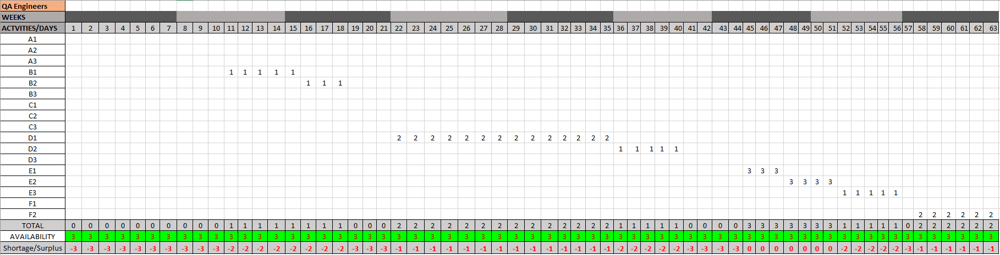 QA Engineers
WEEKS
ACTVITIES/DAYS 1 2 3 4 5 6 7 8 9 10 11 12 13 14 15 16 17 18 19 20 21 22 23 24 25 26 27 28 29 30 31 32 33 34 35 36 37 38 39 40 41 42 43 43 45 46 47 48 49 50 51 52 53 54 55 56 57 58 59 60 61 62 63
A1
A2
A3
B1 1 1 1 1 1
B2 1 1 1
B3
C1
C2
C3
D1 2 2 2 2 2 2 2 2 2 2 2 2 2 2
D2 1 1 1 1 1
D3
E1 3 3 3
E2 3 3 3 3
E3 1 1 1 1 1
F1
F2 2 2 2 2 2 2
TOTAL 0 0 0 0 0 0 0 0 0 0 1 1 1 1 1 1 1 1 0 0 0 2 2 2 2 2 2 2 2 2 2 2 2 2 2 1 1 1 1 1 0 0 0 0 3 3 3 3 3 3 3 1 1 1 1 1 0 2 2 2 2 2 2
AVAILABILITY 3 3 3 3 3 3 3 3 3 3 3 3 3 3 3 3 3 3 3 3 3 3 3 3 3 3 3 3 3 3 3 3 3 3 3 3 3 3 3 3 3 3 3 3 3 3 3 3 3 3 3 3 3 3 3 3 3 3 3 3 3 3 3
Shortage/Surplus -3 -3 -3 -3 -3 -3 -3 -3 -3 -3 -2 -2 -2 -2 -2 -2 -2 -2 -3 -3 -3 -1 -1 -1 -1 -1 -1 -1 -1 -1 -1 -1 -1 -1 -1 -2 -2 -2 -2 -2 -3 -3 -3 -3 0 0 0 0 0 0 0 -2 -2 -2 -2 -2 -3 -1 -1 -1 -1 -1 -1